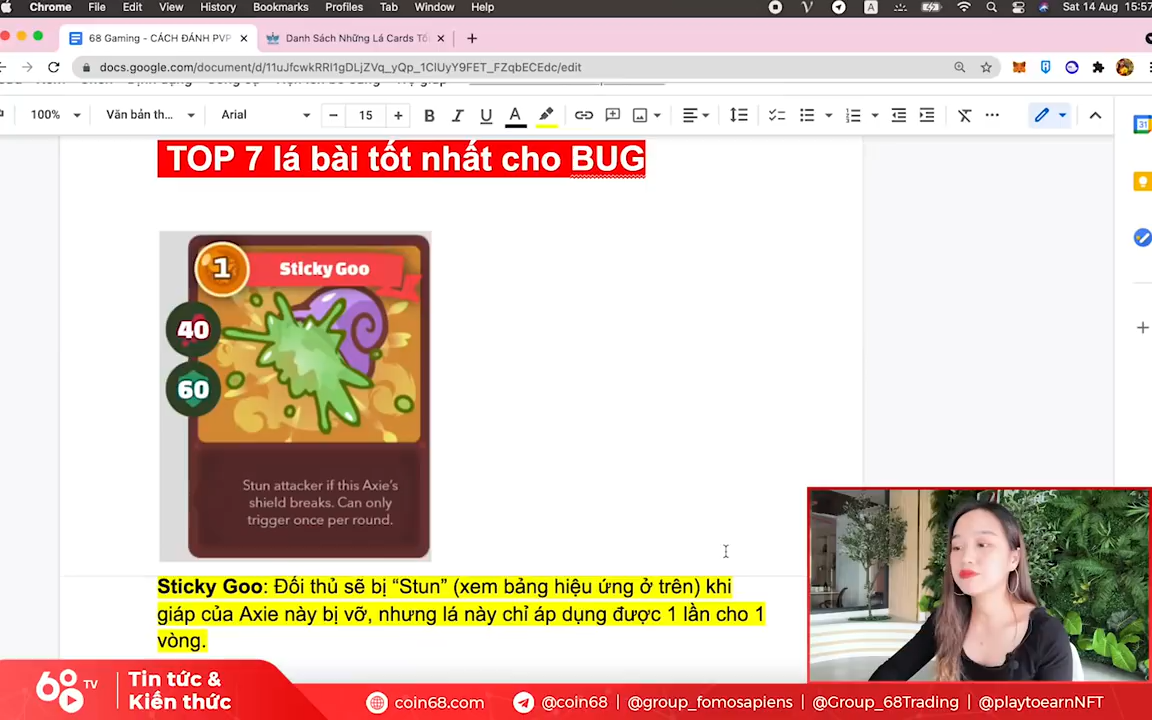 Chrome File Edit View History Bookmarks Profiles Tab Window Help
Sat 14 Aug 15:57
68 Gaming - CÁCH ĐÁNH PVP
Danh Sách Những Lá Cards Tố
docs.google.com/document/d/11uJfcwkRRl1gDLjZVq_yQp_1CIUyY9FET_FZqbECEdc/edit
100% Văn bản th... Arial 15
TOP 7 lá bài tốt nhất cho BUG
1
Sticky Goo
40
60
Stun attacker if this Axie's
shield breaks. Can only
trigger once per round.
Sticky Goo: Đối thủ sẽ bị “Stun” (xem bảng hiệu ứng ở trên) khi
giáp của Axie này bị vỡ, nhưng lá này chỉ áp dụng được 1 lần cho 1
vòng.
68 TV
Tin tức &
Kiến thức
coin68.com @coin68 | @group_fomosapiens | @Group_68Trading | @playtoearnNFT